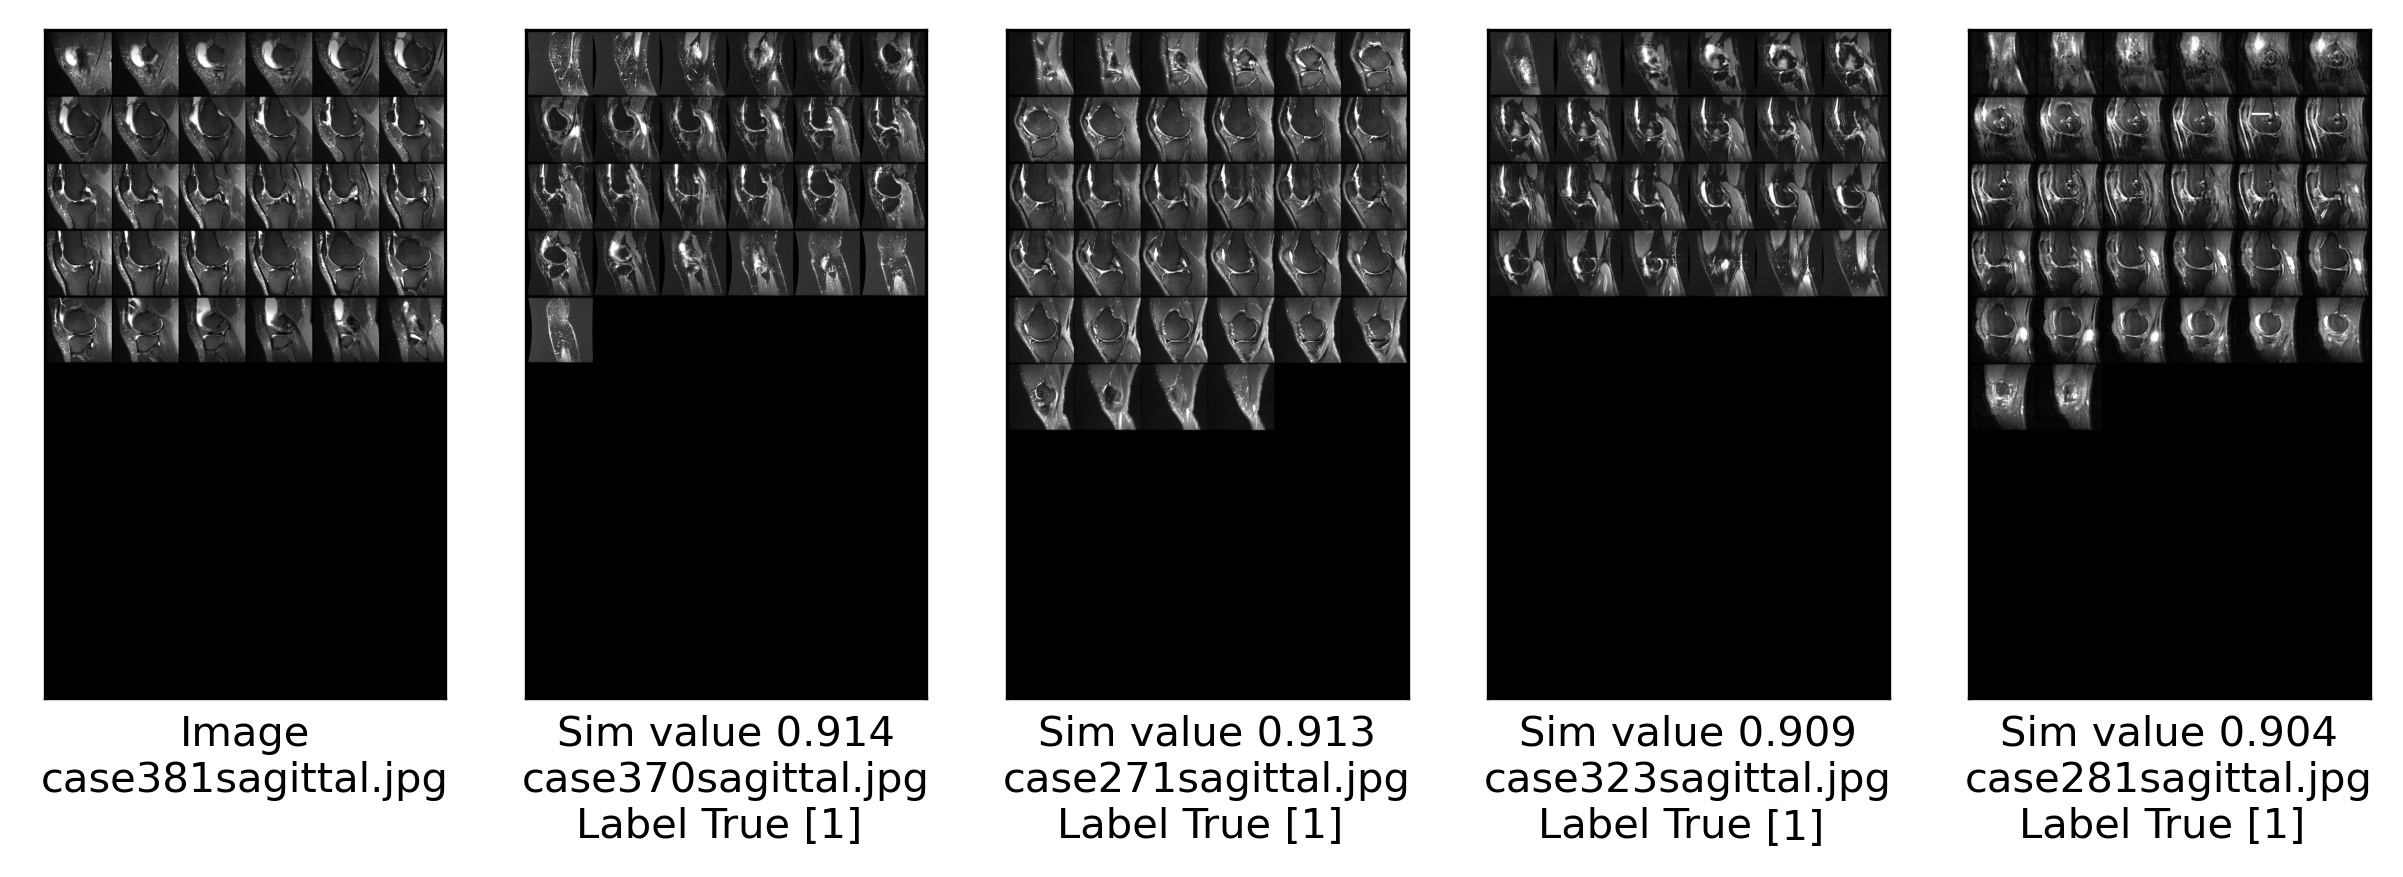 Image
case381sagittal.jpg
Sim value 0.914
case370sagittal.jpg
Label True [1]
Sim value 0.913
case271sagittal.jpg
Label True [1]
Sim value 0.909
case323sagittal.jpg
Label True [1]
Sim value 0.904
case281sagittal.jpg
Label True [1]